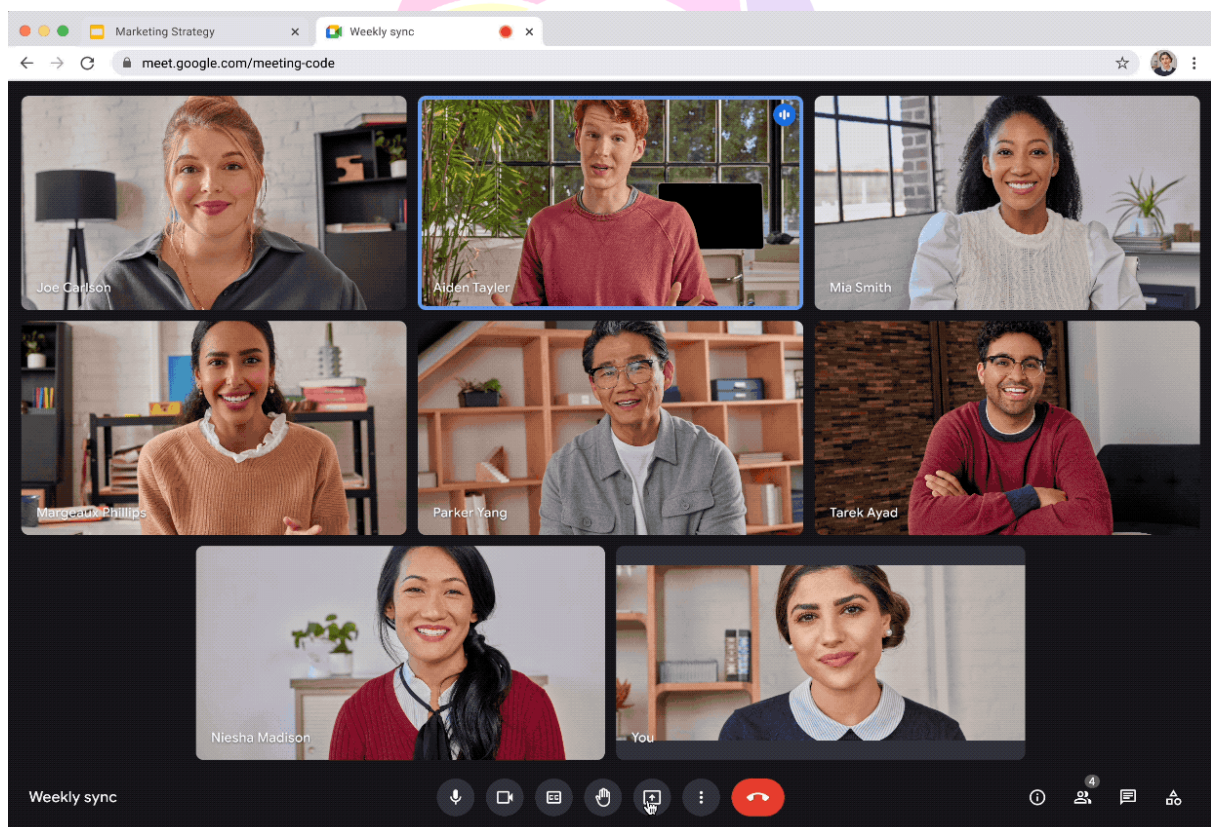 Marketing Strategy
Weekly sync
meet.google.com/meeting-code
Joe Carlson
Aiden Tayler
Mia Smith
Margeaux Phillips
Parker Yang
Tarek Ayad
Niesha Madison
You
Weekly sync
CC
4